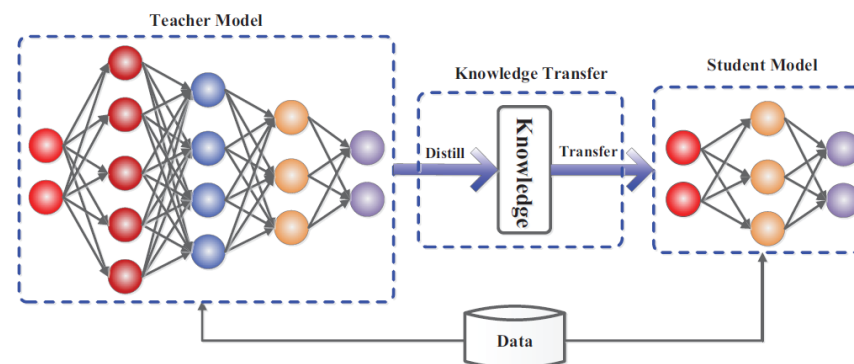 Teacher Model
Knowledge Transfer
Student Model
Distill
Knowledge
Transfer
Data